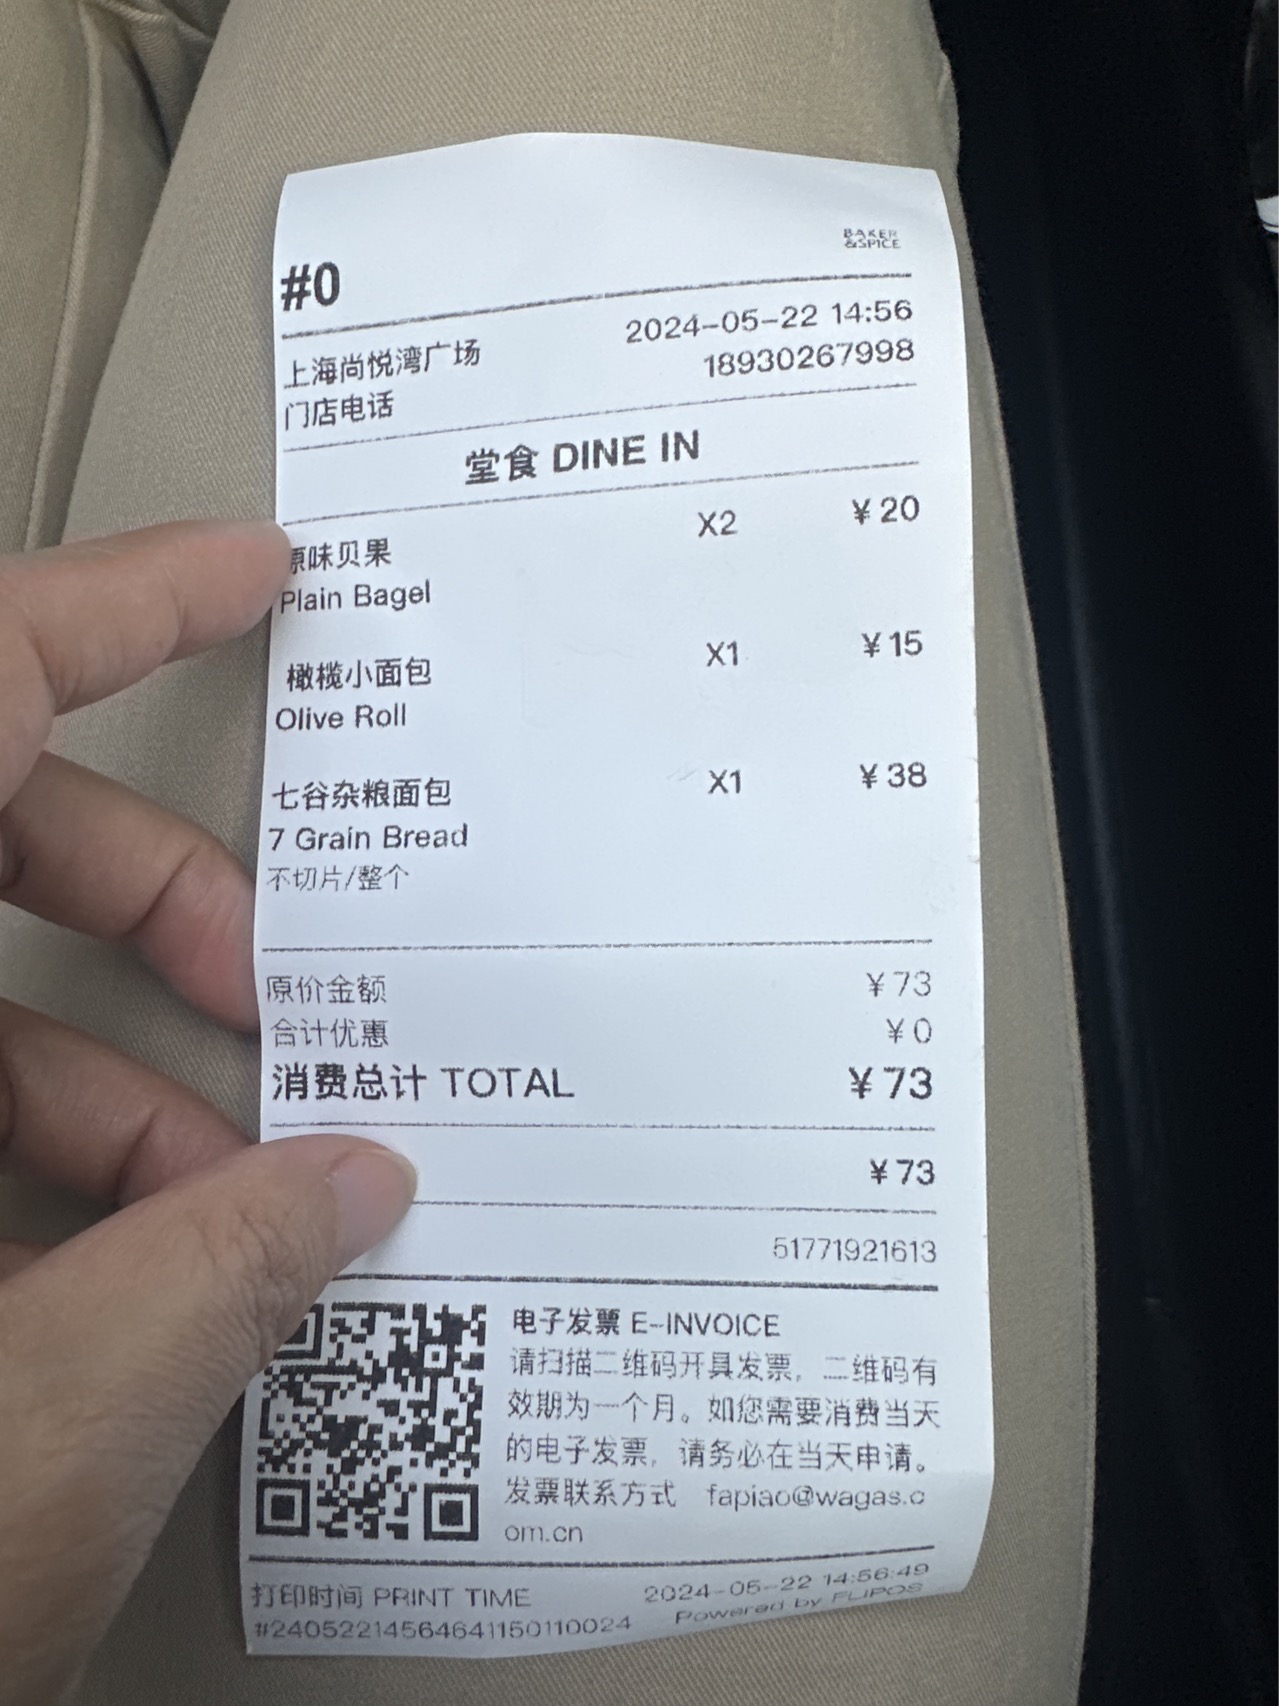 BAKER
&SPICE
#0
上海尚悦湾广场 2024-05-22 14:56
门店电话 18930267998
堂食 DINE IN
原味贝果 X2 ¥20
Plain Bagel
橄榄小面包 X1 ¥15
Olive Roll
七谷杂粮面包 X1 ¥38
7 Grain Bread
不切片/整个
原价金额 ¥73
合计优惠 ¥0
消费总计 TOTAL ¥73
¥73
51771921613
电子发票 E-INVOICE
请扫描二维码开具发票，二维码有
效期为一个月。如您需要消费当天
的电子发票，请务必在当天申请。
发票联系方式 fapiao@wagas.c
om.cn
打印时间 PRINT TIME 2024-05-22 14:56:49
#2405221456464115011​0024 Powered by FLIPOS